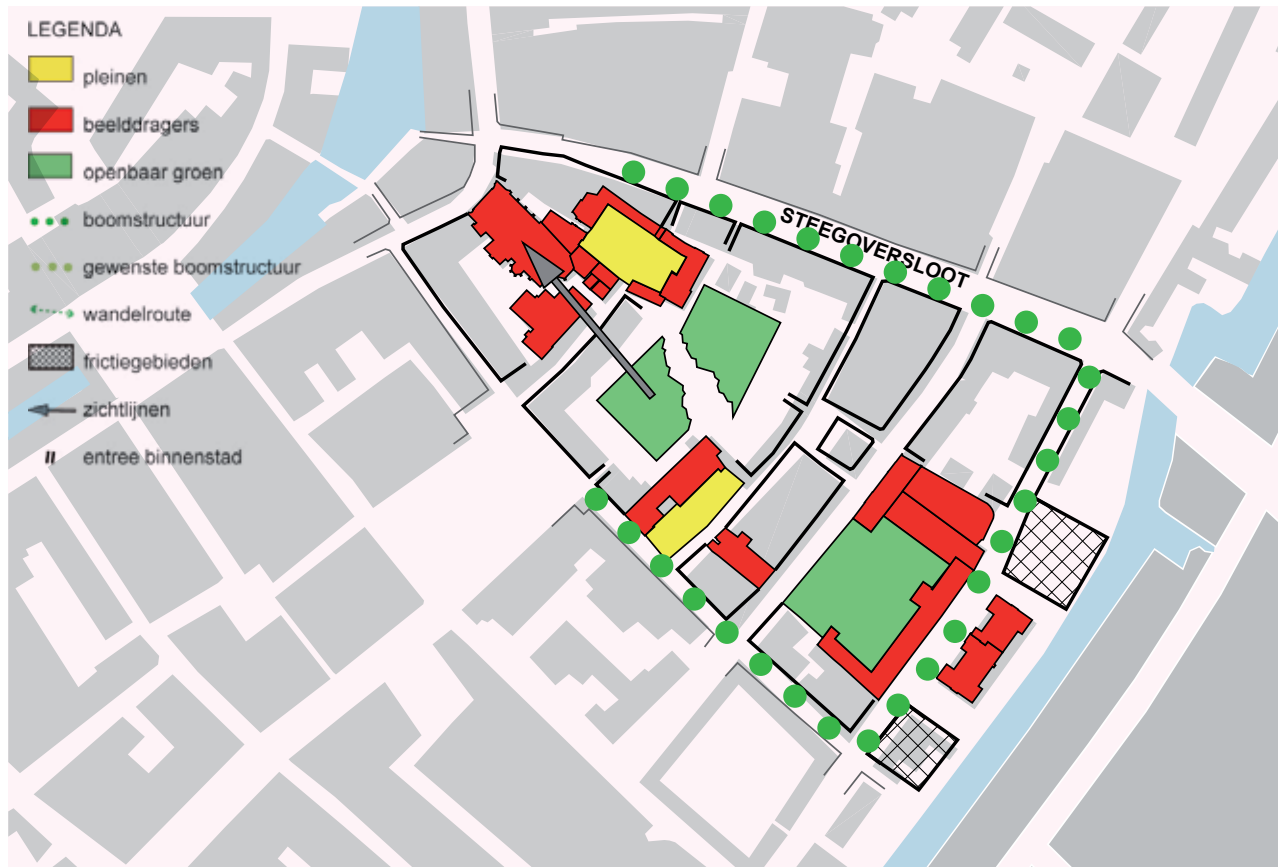 LEGENDA
pleinen
beelddragers
openbaar groen
boomstructuur
gewenste boomstructuur
wandelroute
frictiegebieden
zichtlijnen
entree binnenstad
STEEGOVERSLOOT